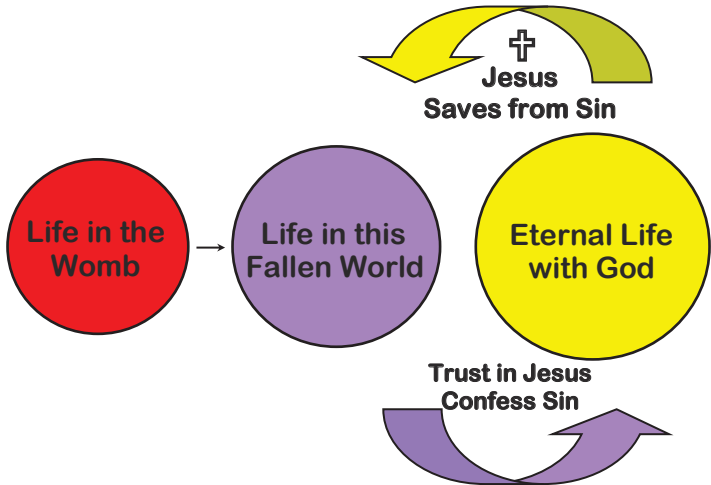 Jesus
Saves from Sin
Life in the
Womb
Life in this
Fallen World
Eternal Life
with God
Trust in Jesus
Confess Sin